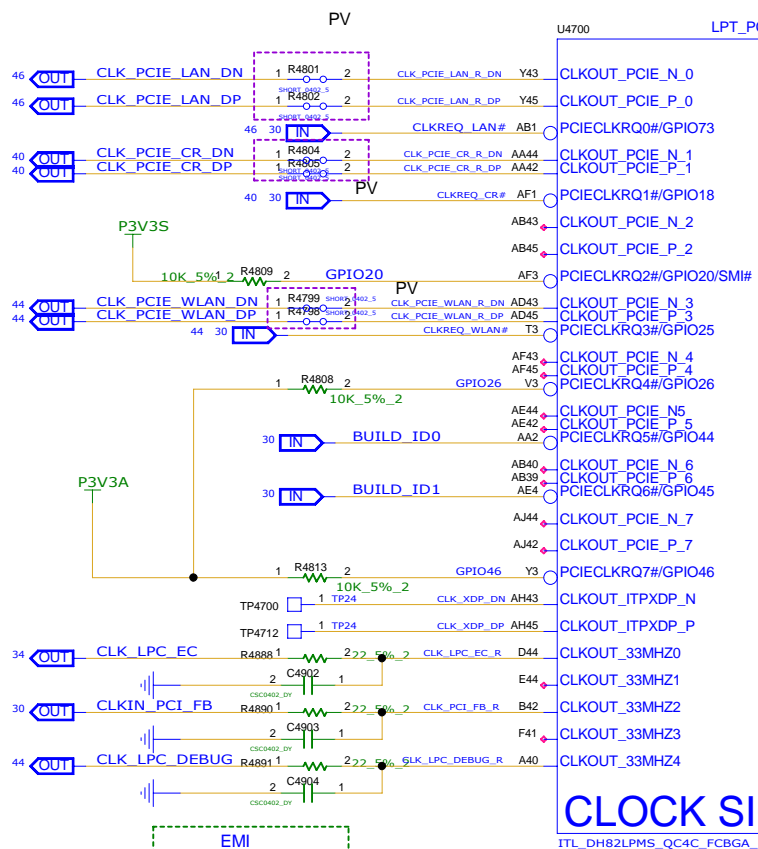 PV
U4700 LPT_P
46 OUT CLK_PCIE_LAN_DN 1 R4801 2 CLK_PCIE_LAN_R_DN Y43 CLKOUT_PCIE_N_0
SHORT_0402_5
46 OUT CLK_PCIE_LAN_DP 1 R4802 2 CLK_PCIE_LAN_R_DP Y45 CLKOUT_PCIE_P_0
SHORT_0402_5
46 30 IN CLKREQ_LAN# AB1 PCIECLKRQ0#/GPIO73
40 OUT CLK_PCIE_CR_DN 1 R4804 2 CLK_PCIE_CR_R_DN AA44 CLKOUT_PCIE_N_1
SHORT_0402_5
40 OUT CLK_PCIE_CR_DP 1 R4805 2 CLK_PCIE_CR_R_DP AA42 CLKOUT_PCIE_P_1
SHORT_0402_5
PV
40 30 IN CLKREQ_CR# AF1 PCIECLKRQ1#/GPIO18
AB43 CLKOUT_PCIE_N_2
P3V3S
AB45 CLKOUT_PCIE_P_2
10K_5%_2 1 R4809 2 GPIO20 AF3 PCIECLKRQ2#/GPIO20/SMI#
PV
44 OUT CLK_PCIE_WLAN_DN 1 R4799 2 SHORT_0402_5 CLK_PCIE_WLAN_R_DN AD43 CLKOUT_PCIE_N_3
44 OUT CLK_PCIE_WLAN_DP 1 R4798 2 SHORT_0402_5 CLK_PCIE_WLAN_R_DP AD45 CLKOUT_PCIE_P_3
44 30 IN CLKREQ_WLAN# T3 PCIECLKRQ3#/GPIO25
AF43 CLKOUT_PCIE_N_4
AF45 CLKOUT_PCIE_P_4
1 R4808 2 GPIO26 V3 PCIECLKRQ4#/GPIO26
10K_5%_2
AE44 CLKOUT_PCIE_N5
AE42 CLKOUT_PCIE_P_5
30 IN BUILD_ID0 AA2 PCIECLKRQ5#/GPIO44
AB40 CLKOUT_PCIE_N_6
AB39 CLKOUT_PCIE_P_6
P3V3A
30 IN BUILD_ID1 AE4 PCIECLKRQ6#/GPIO45
AJ44 CLKOUT_PCIE_N_7
AJ42 CLKOUT_PCIE_P_7
1 R4813 2 GPIO46 Y3 PCIECLKRQ7#/GPIO46
10K_5%_2
TP4700 1 TP24 CLK_XDP_DN AH43 CLKOUT_ITPXDP_N
TP4712 1 TP24 CLK_XDP_DP AH45 CLKOUT_ITPXDP_P
34 OUT CLK_LPC_EC R4888 1 2 22_5%_2 CLK_LPC_EC_R D44 CLKOUT_33MHZ0
2 C4902 1 E44 CLKOUT_33MHZ1
CSC0402_DY
30 OUT CLKIN_PCI_FB R4890 1 2 22_5%_2 CLK_PCI_FB_R B42 CLKOUT_33MHZ2
2 C4903 1 F41 CLKOUT_33MHZ3
CSC0402_DY
44 OUT CLK_LPC_DEBUG R4891 1 2 22_5%_2 CLK_LPC_DEBUG_R A40 CLKOUT_33MHZ4
2 C4904 1
CSC0402_DY
CLOCK SI
EMI
ITL_DH82LPMS_QC4C_FCBGA_